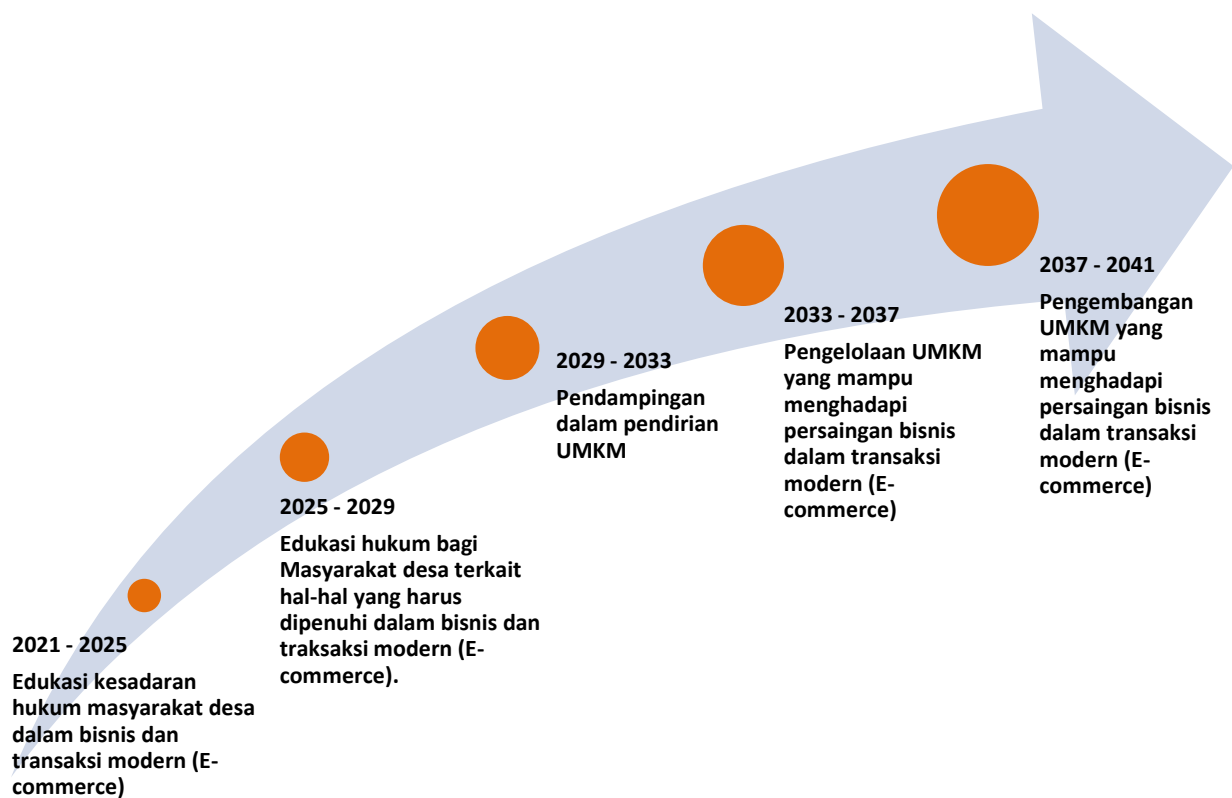 2021 - 2025
Edukasi kesadaran
hukum masyarakat desa
dalam bisnis dan
transaksi modern (E-
commerce)
2025 - 2029
Edukasi hukum bagi
Masyarakat desa terkait
hal-hal yang harus
dipenuhi dalam bisnis dan
traksaksi modern (E-
commerce).
2029 - 2033
Pendampingan
dalam pendirian
UMKM
2033 - 2037
Pengelolaan UMKM
yang mampu
menghadapi
persaingan bisnis
dalam transaksi
modern (E-
commerce)
2037 - 2041
Pengembangan
UMKM yang
mampu
menghadapi
persaingan bisnis
dalam transaksi
modern (E-
commerce)